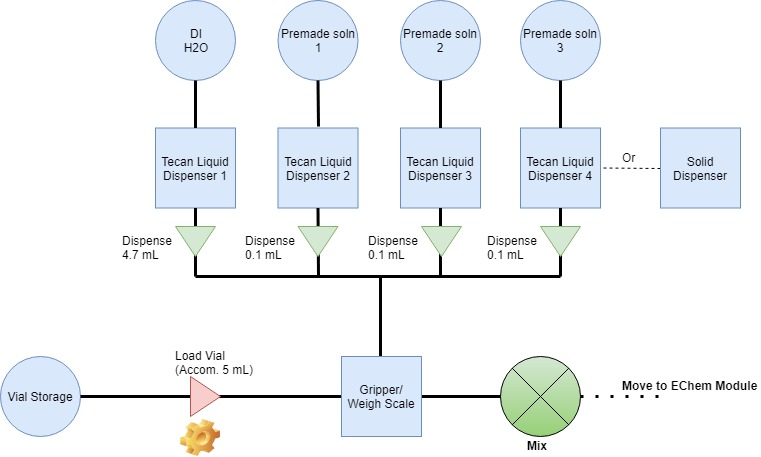 DI
H2O
Premade soln
1
Premade soln
2
Premade soln
3
Tecan Liquid
Dispenser 1
Tecan Liquid
Dispenser 2
Tecan Liquid
Dispenser 3
Tecan Liquid
Dispenser 4
Or
Solid
Dispenser
Dispense
4.7 mL
Dispense
0.1 mL
Dispense
0.1 mL
Dispense
0.1 mL
Vial Storage
Load Vial
(Accom. 5 mL)
Gripper/
Weigh Scale
Mix
Move to EChem Module